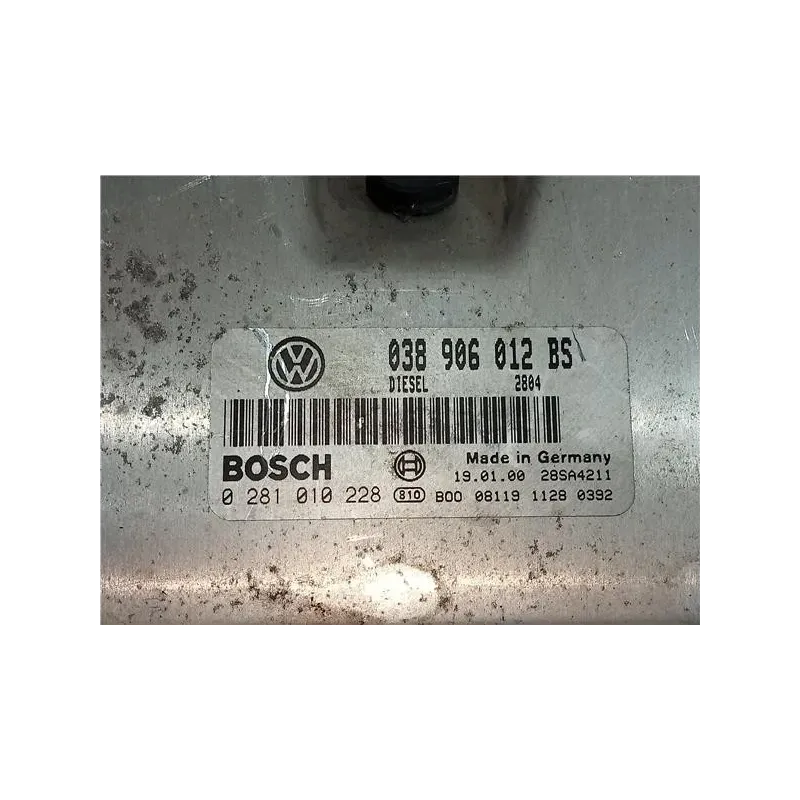 VW
038 906 012 BS
DIESEL 2804
Made in Germany
BOSCH
19.01.00 28SA4211
0 281 010 228 810 B00 08119 1128 0392